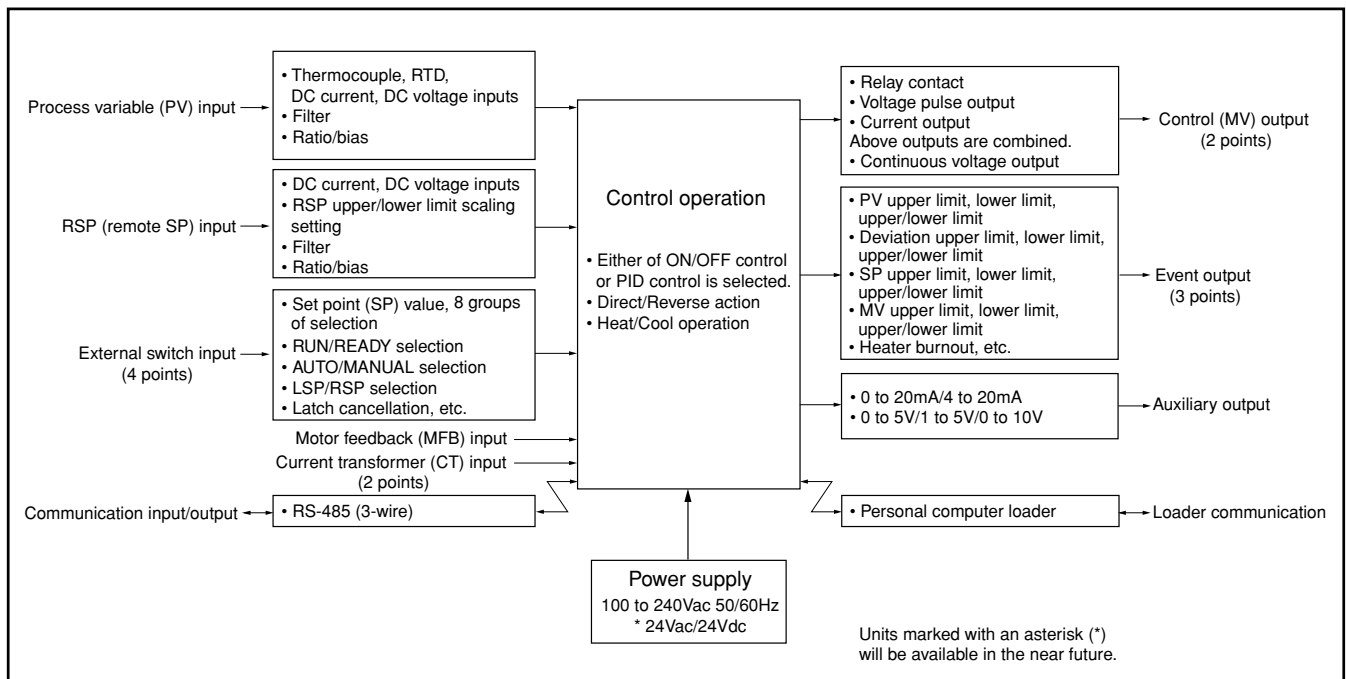 Process variable (PV) input
• Thermocouple, RTD,
DC current, DC voltage inputs
• Filter
• Ratio/bias
RSP (remote SP) input
• DC current, DC voltage inputs
• RSP upper/lower limit scaling
setting
• Filter
• Ratio/bias
External switch input
(4 points)
• Set point (SP) value, 8 groups
of selection
• RUN/READY selection
• AUTO/MANUAL selection
• LSP/RSP selection
• Latch cancellation, etc.
Motor feedback (MFB) input
Current transformer (CT) input
(2 points)
Communication input/output
• RS-485 (3-wire)
Control operation
• Either of ON/OFF control
or PID control is selected.
• Direct/Reverse action
• Heat/Cool operation
Power supply
100 to 240Vac 50/60Hz
* 24Vac/24Vdc
• Relay contact
• Voltage pulse output
• Current output
Above outputs are combined.
• Continuous voltage output
Control (MV) output
(2 points)
• PV upper limit, lower limit,
upper/lower limit
• Deviation upper limit, lower limit,
upper/lower limit
• SP upper limit, lower limit,
upper/lower limit
• MV upper limit, lower limit,
upper/lower limit
• Heater burnout, etc.
Event output
(3 points)
• 0 to 20mA/4 to 20mA
• 0 to 5V/1 to 5V/0 to 10V
Auxiliary output
• Personal computer loader
Loader communication
Units marked with an asterisk (*)
will be available in the near future.